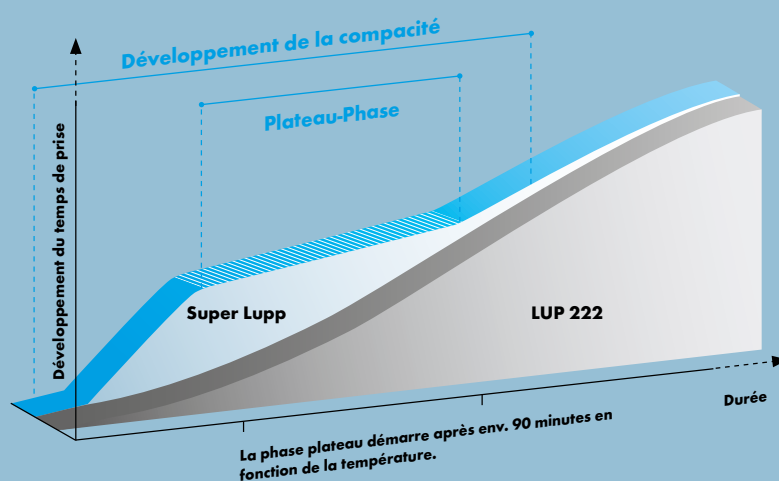 Développement de la compacité
Plateau-Phase
Développement du temps de prise
Super Lupp
LUP 222
Durée
La phase plateau démarre après env. 90 minutes en
fonction de la température.